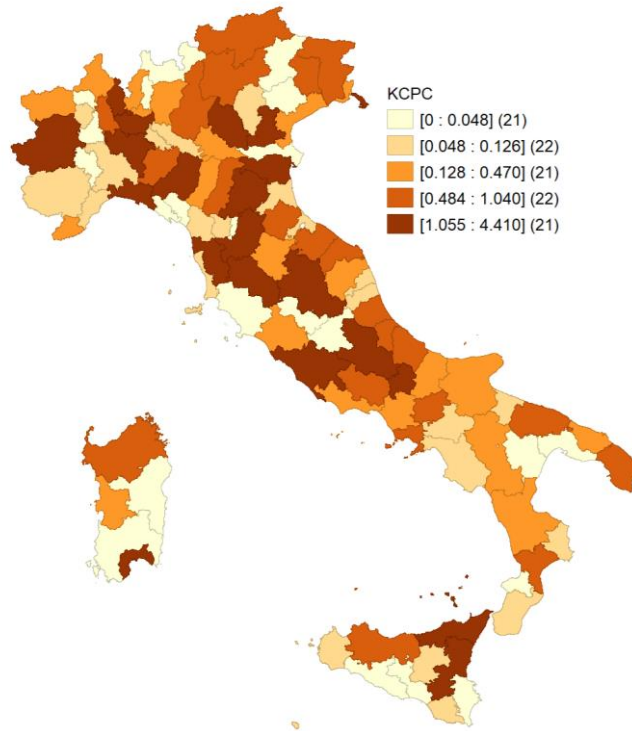 KCPC
[0 : 0.048] (21)
[0.048 : 0.126] (22)
[0.128 : 0.470] (21)
[0.484 : 1.040] (22)
[1.055 : 4.410] (21)